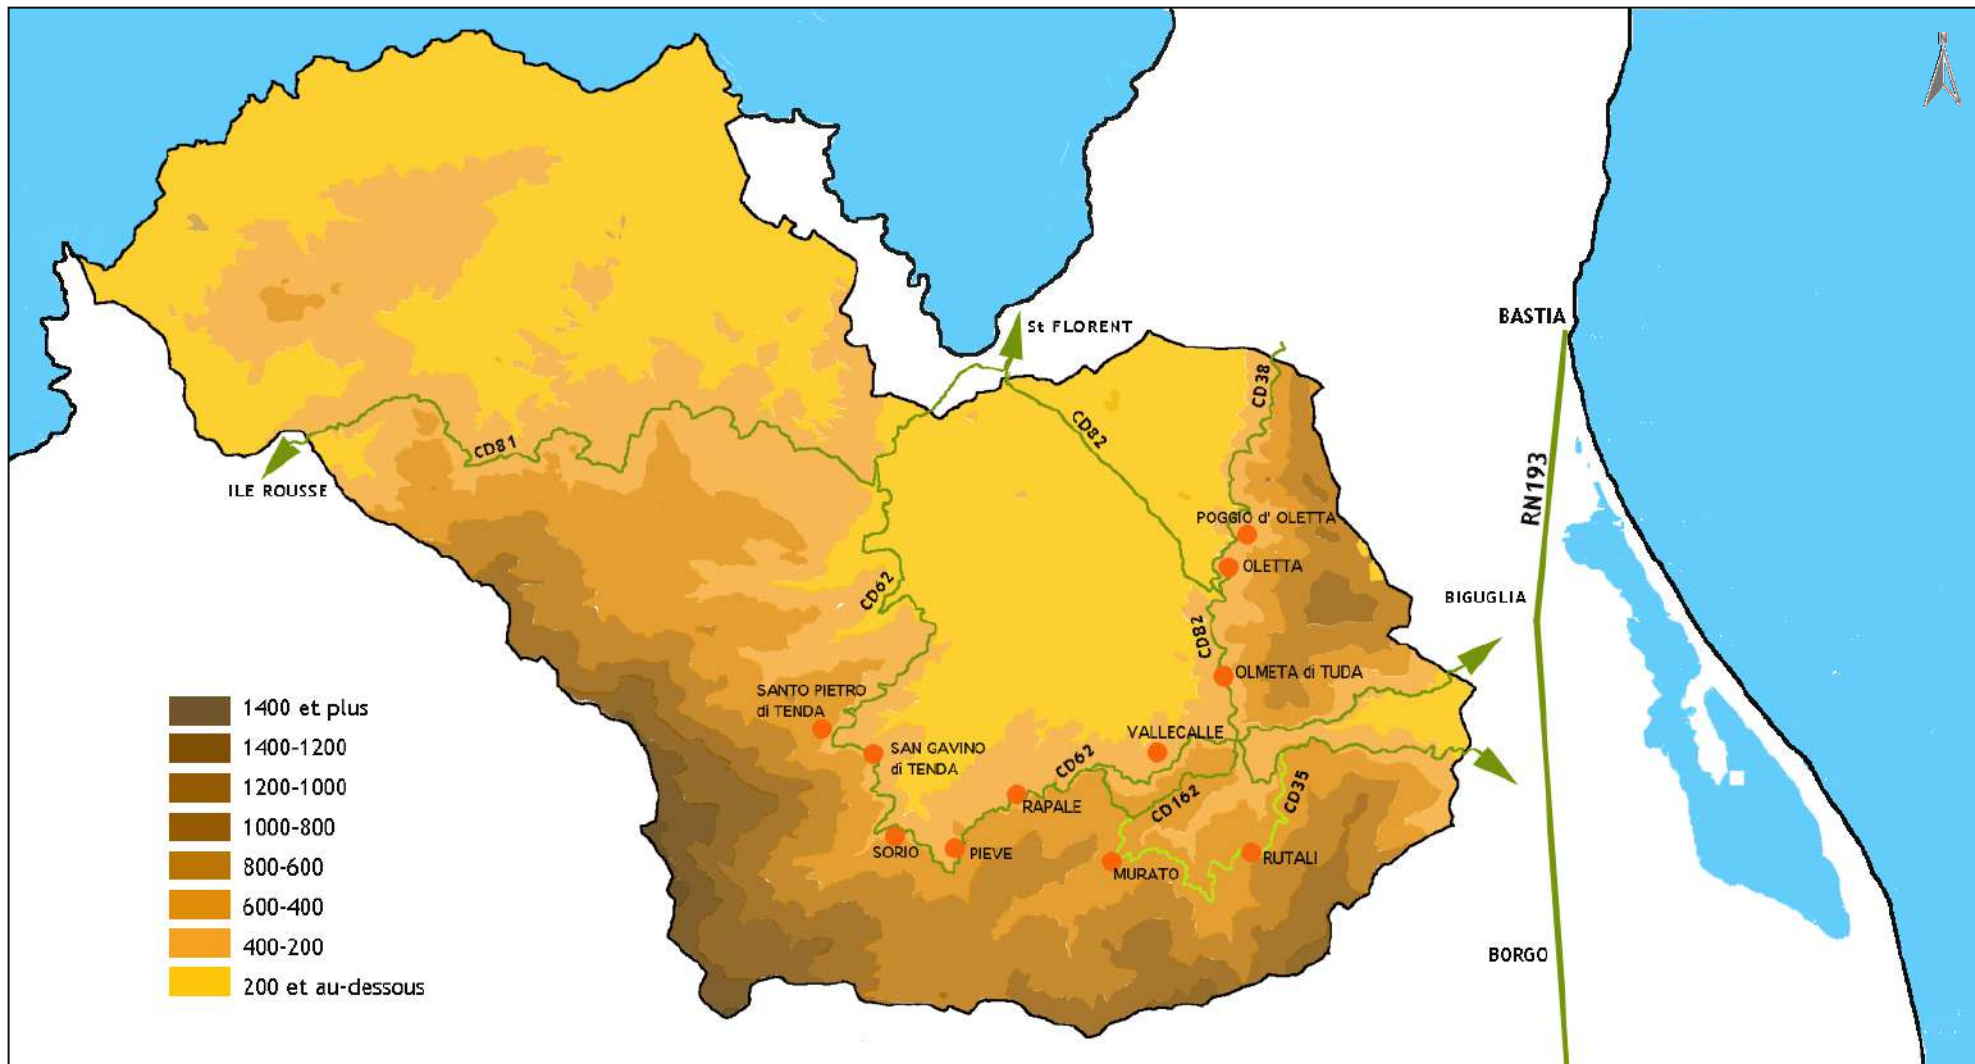 N
St FLORENT
BASTIA
CD38
CD82
CD81
ILE ROUSSE
RN193
POGGIO d' OLETTA
OLETTA
CD62
BIGUGLIA
CD82
OLMETA di TUDA
SANTO PIETRO
di TENDA
VALLECALLE
SAN GAVINO
di TENDA
CD62
RAPALE
CD162
CD35
SORIO
PIEVE
MURATO
RUTALI
BORGO
1400 et plus
1400-1200
1200-1000
1000-800
800-600
600-400
400-200
200 et au-dessous